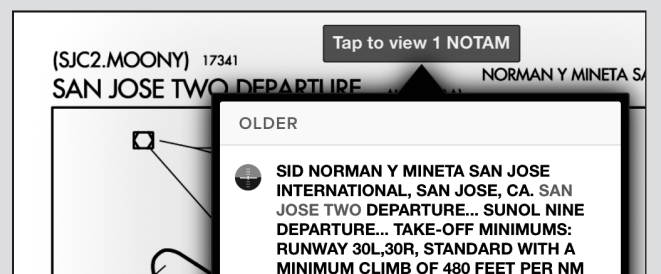 Tap to view 1 NOTAM
(SJC2.MOONY) 17341
NORMAN Y MINETA
SAN JOSE TWO DEPARTURE
OLDER
SID NORMAN Y MINETA SAN JOSE
INTERNATIONAL, SAN JOSE, CA. SAN
JOSE TWO DEPARTURE... SUNOL NINE
DEPARTURE... TAKE-OFF MINIMUMS:
RUNWAY 30L,30R, STANDARD WITH A
MINIMUM CLIMB OF 480 FEET PER NM